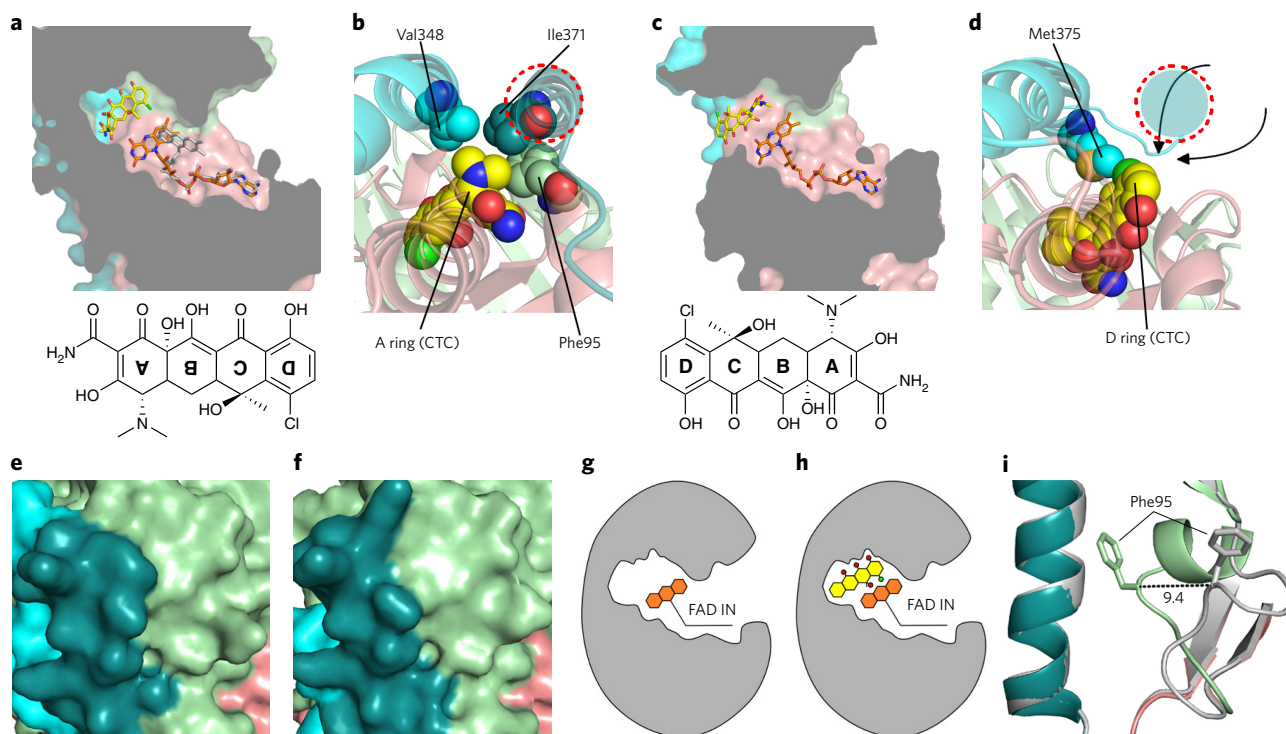 a
b
c
d
Val348
Ile371
Met375
A ring (CTC)
Phe95
D ring (CTC)
O
O
OH
OH
O
OH
H₂N
A
B
C
D
HO
HO
N
Cl
N
Cl
OH
OH
D
C
B
A
NH₂
OH
O
OH
OH
O
O
e
f
g
h
i
FAD IN
FAD IN
Phe95
9.4